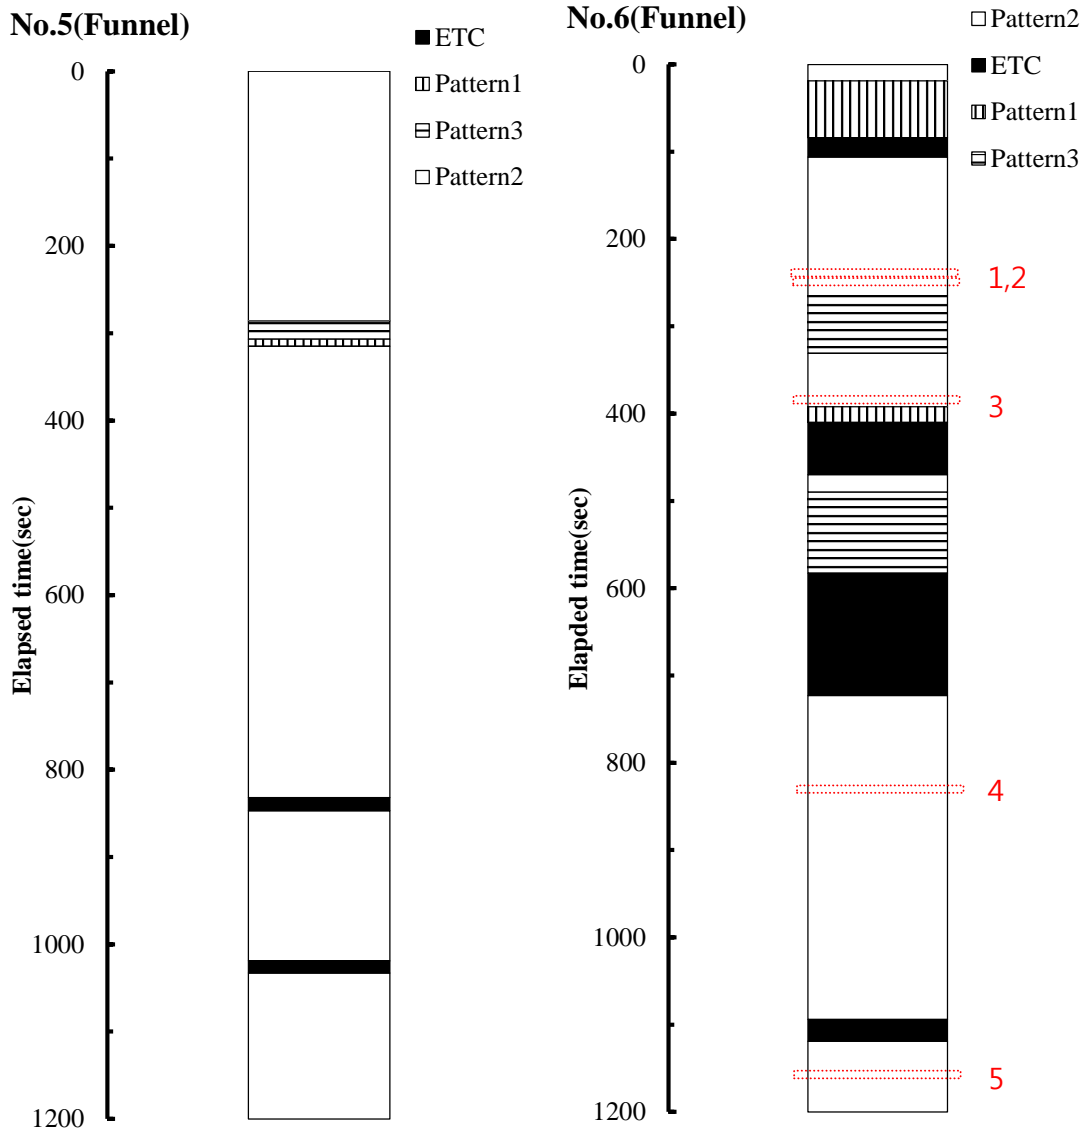 No.5(Funnel)
ETC
Pattern1
Pattern3
Pattern2
0
200
400
600
800
1000
1200
Elapsed time(sec)
No.6(Funnel)
Pattern2
ETC
Pattern1
Pattern3
0
200
400
600
800
1000
1200
Elapded time(sec)
1,2
3
4
5